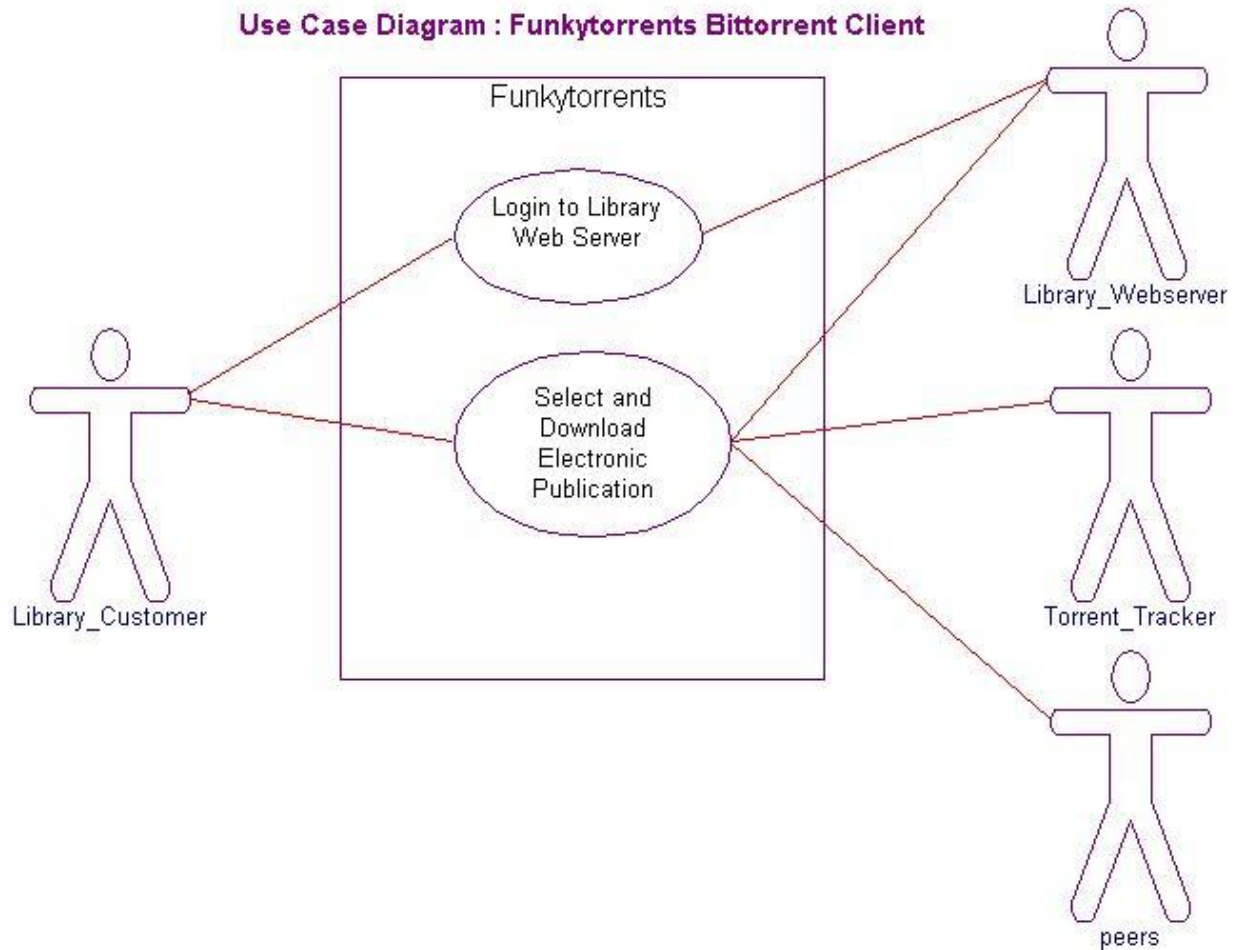 Use Case Diagram : Funkytorrents Bittorrent Client
Funkytorrents
Login to Library
Web Server
Library_Webserver
Select and
Download
Electronic
Publication
Library_Customer
Torrent_Tracker
peers